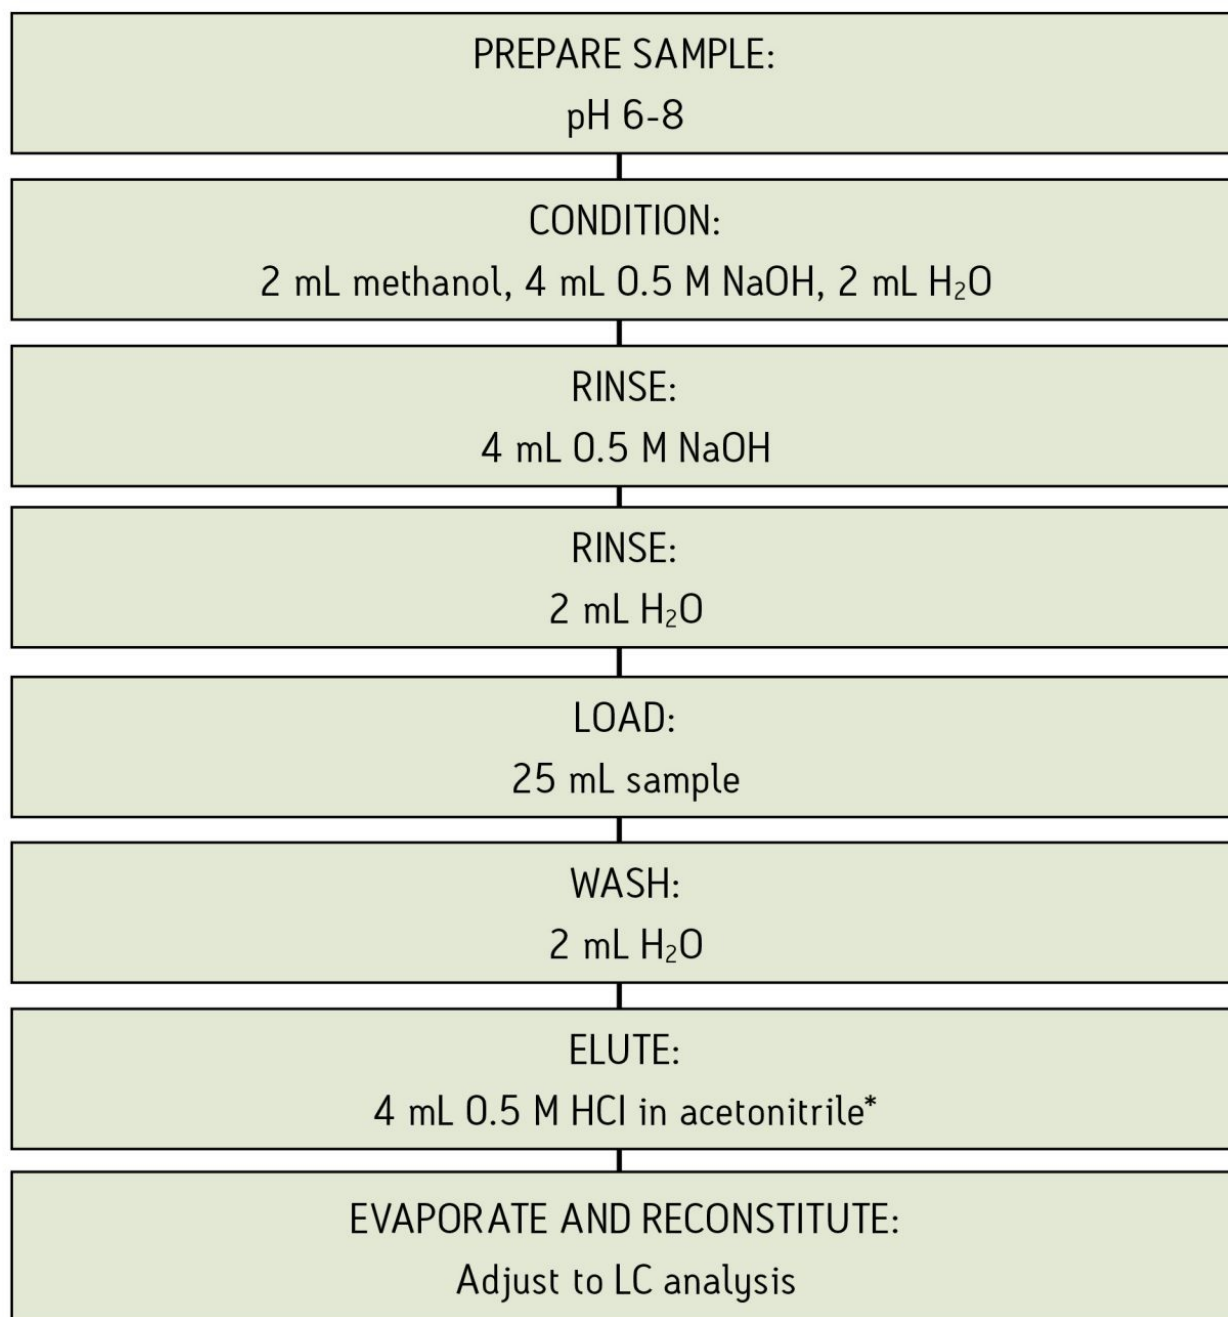 PREPARE SAMPLE:
pH 6-8
CONDITION:
2 mL methanol, 4 mL 0.5 M NaOH, 2 mL H₂O
RINSE:
4 mL 0.5 M NaOH
RINSE:
2 mL H₂O
LOAD:
25 mL sample
WASH:
2 mL H₂O
ELUTE:
4 mL 0.5 M HCl in acetonitrile*
EVAPORATE AND RECONSTITUTE:
Adjust to LC analysis